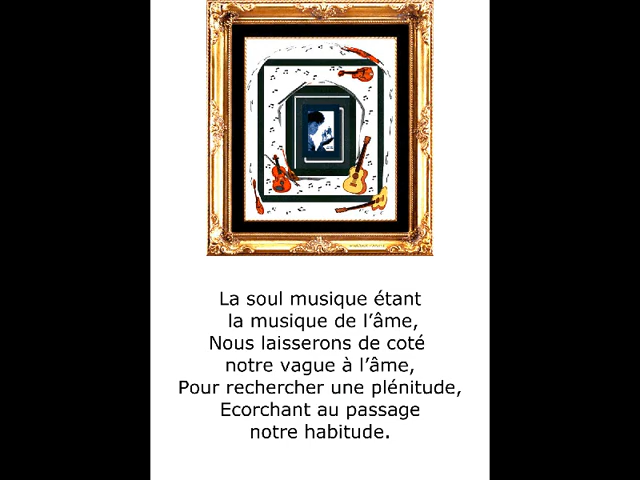 La soul musique étant
la musique de l’âme,
Nous laisserons de coté
notre vague à l’âme,
Pour rechercher une plénitude,
Ecorchant au passage
notre habitude.